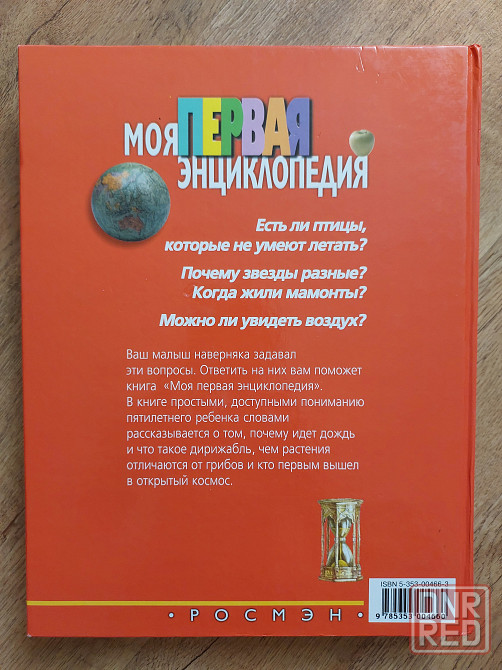 МОЯ ПЕРВАЯ
ЭНЦИКЛОПЕДИЯ
Есть ли птицы,
которые не умеют летать?
Почему звезды разные?
Когда жили мамонты?
Можно ли увидеть воздух?
Ваш малыш наверняка задавал
эти вопросы. Ответить на них вам поможет
книга «Моя первая энциклопедия».
В книге простыми, доступными пониманию
пятилетнего ребенка словами
рассказывается о том, почему идет дождь
и что такое дирижабль, чем растения
отличаются от грибов и кто первым вышел
в открытый космос.
ISBN 5-353-00466-3
9 785353 004660
• РОСМЭН •
DNR
RED